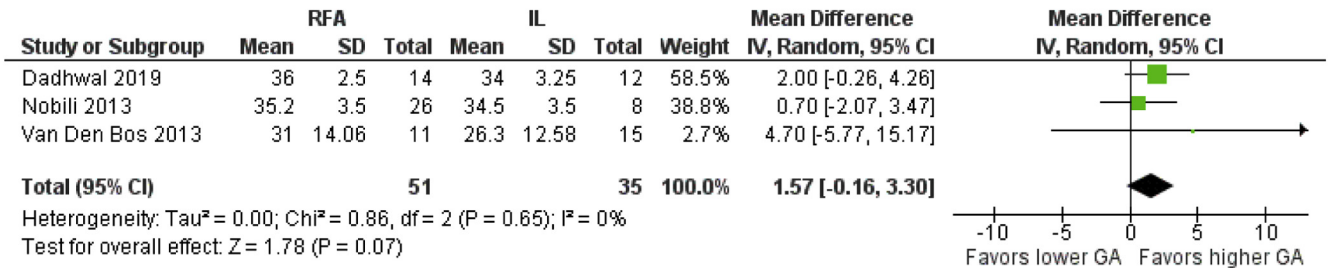 RFA IL Mean Difference Mean Difference
Study or Subgroup Mean SD Total Mean SD Total Weight IV, Random, 95% CI IV, Random, 95% CI
Dadhwal 2019 36 2.5 14 34 3.25 12 58.5% 2.00 [-0.26, 4.26]
Nobili 2013 35.2 3.5 26 34.5 3.5 8 38.8% 0.70 [-2.07, 3.47]
Van Den Bos 2013 31 14.06 11 26.3 12.58 15 2.7% 4.70 [-5.77, 15.17]
Total (95% CI) 51 35 100.0% 1.57 [-0.16, 3.30]
Heterogeneity: Tau² = 0.00; Chi² = 0.86, df = 2 (P = 0.65); I² = 0%
Test for overall effect: Z = 1.78 (P = 0.07)
-10 -5 0 5 10
Favors lower GA Favors higher GA